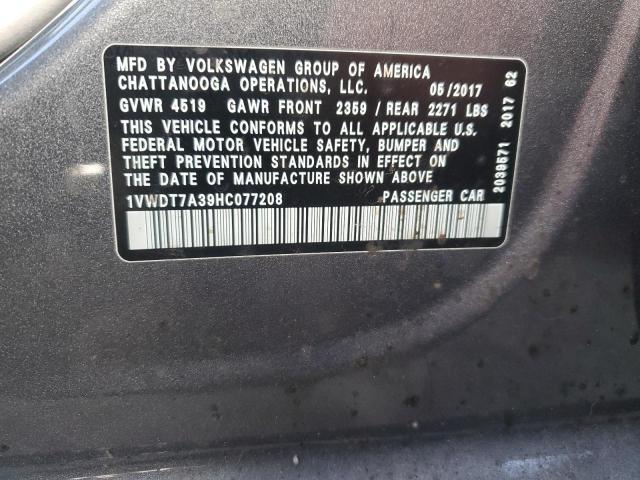 MFD BY VOLKSWAGEN GROUP OF AMERICA
CHATTANOOGA OPERATIONS, LLC. 05/2017
GVWR 4519 GAWR FRONT 2359 / REAR 2271 LBS
THIS VEHICLE CONFORMS TO ALL APPLICABLE U.S.
FEDERAL MOTOR VEHICLE SAFETY, BUMPER AND
THEFT PREVENTION STANDARDS IN EFFECT ON
THE DATE OF MANUFACTURE SHOWN ABOVE
1VWDT7A39HC077208 PASSENGER CAR
2039571 2017 62